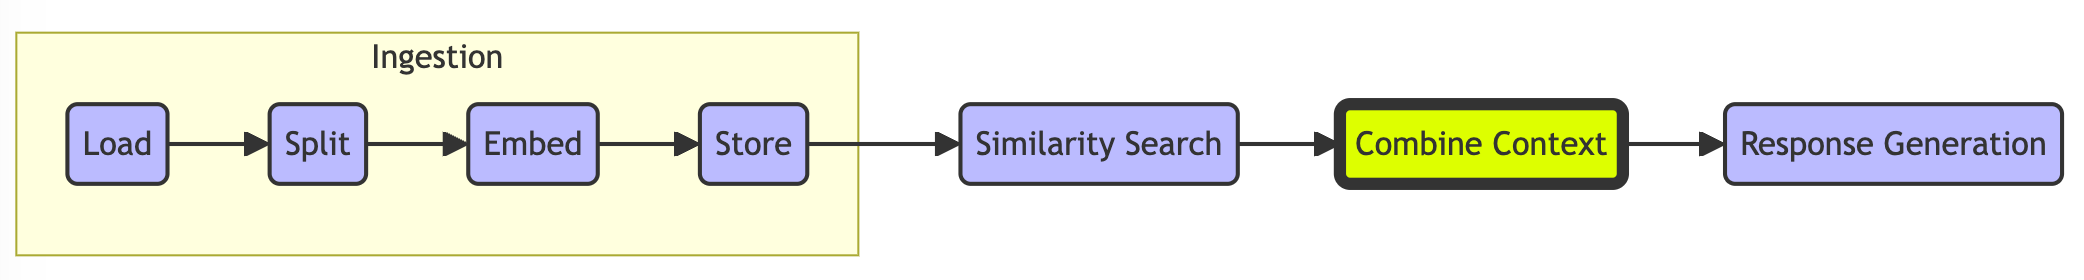 Ingestion
Load
Split
Embed
Store
Similarity Search
Combine Context
Response Generation